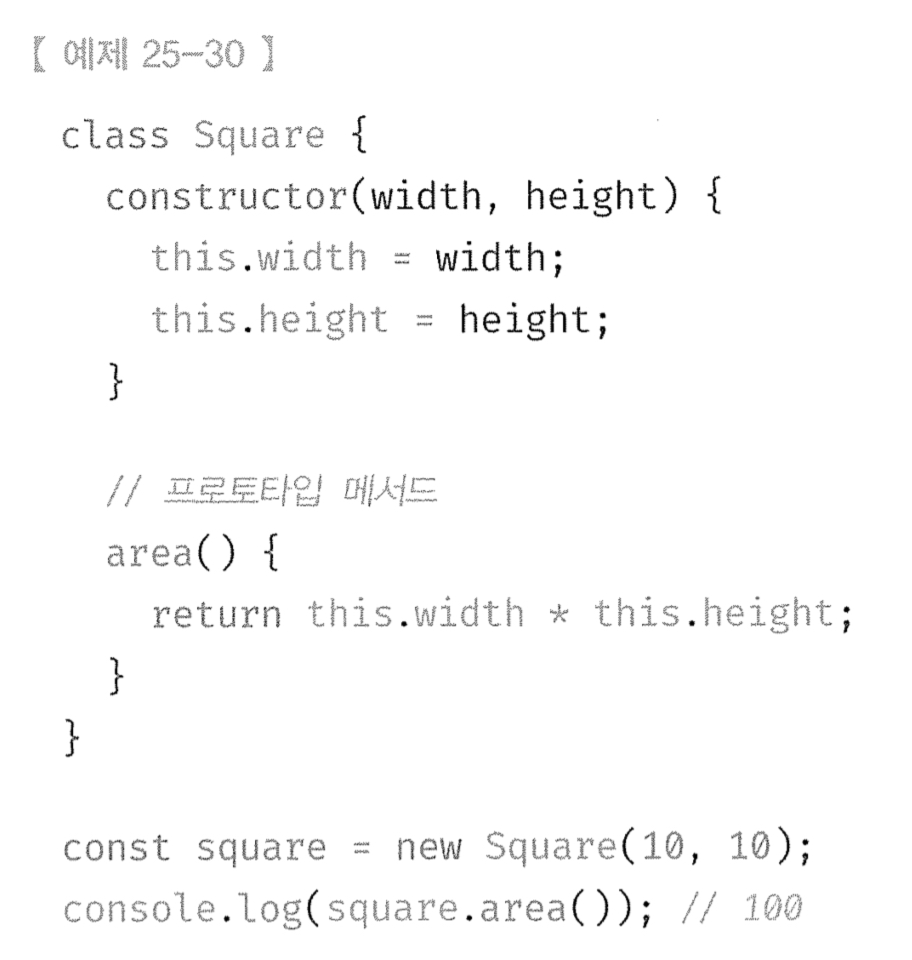 【 예제 25-30 】
class Square {
  constructor(width, height) {
    this.width = width;
    this.height = height;
  }

  // 프로토타입 메서드
  area() {
    return this.width * this.height;
  }
}

const square = new Square(10, 10);
console.log(square.area()); // 100